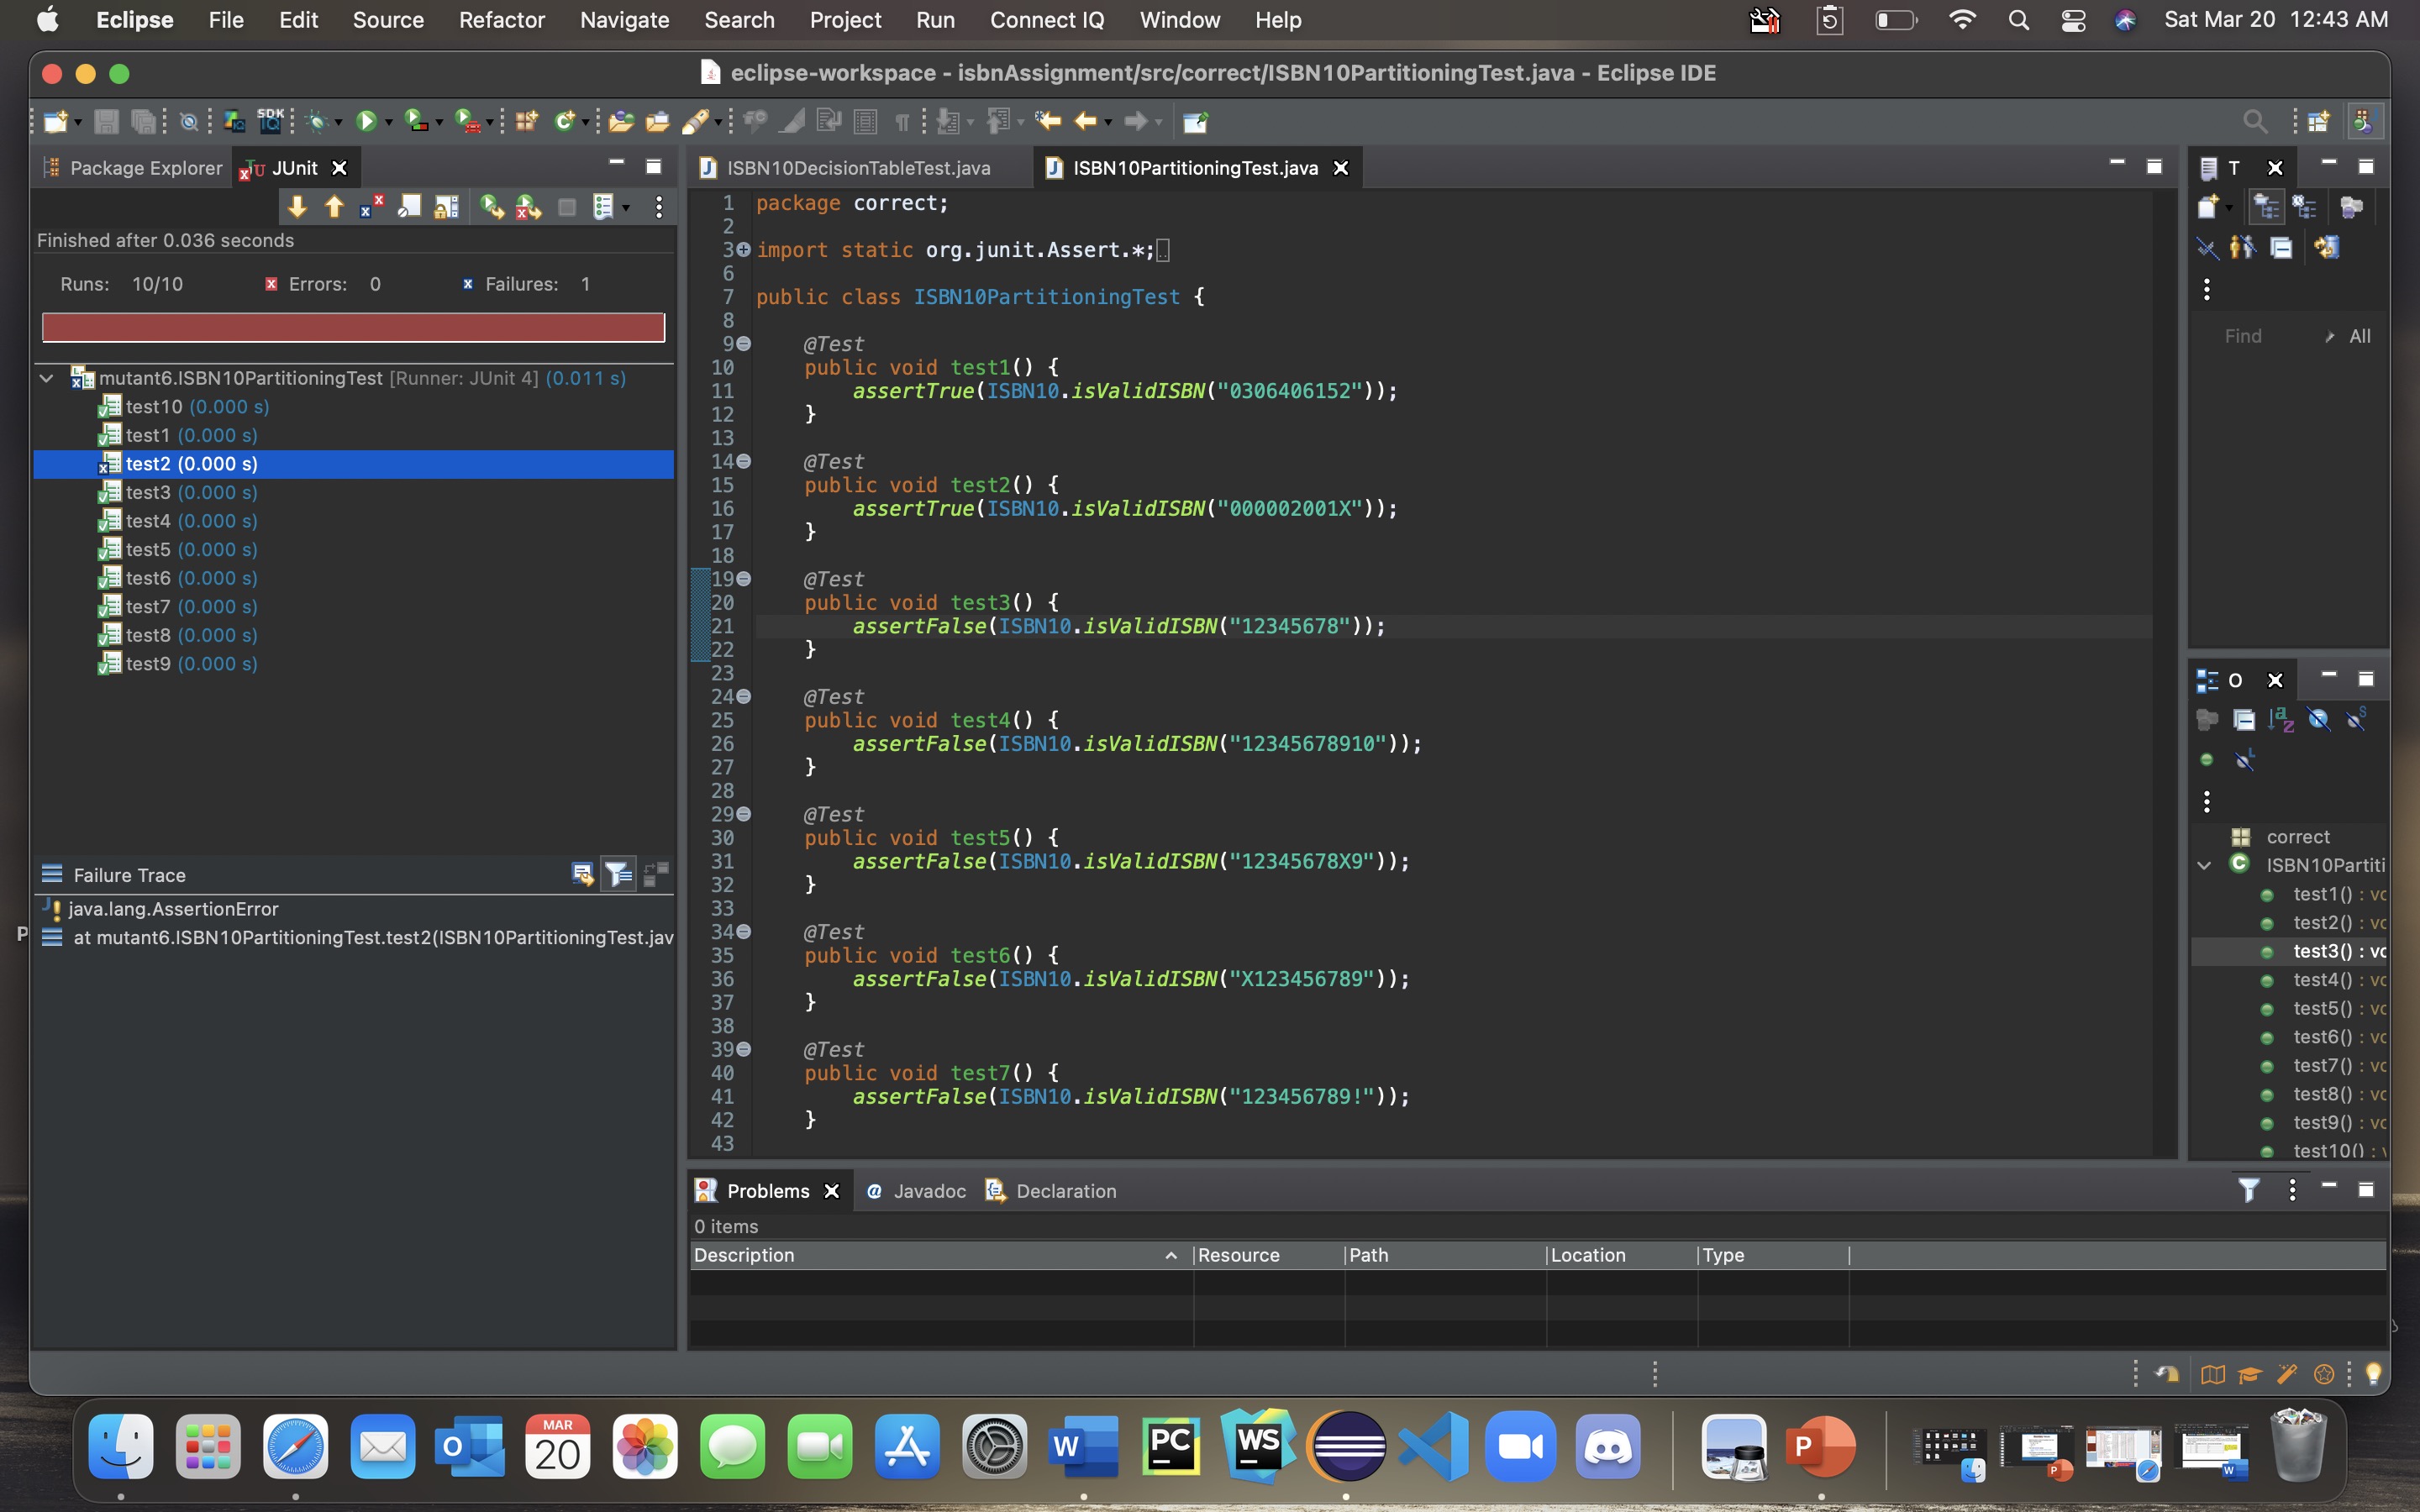 Eclipse File Edit Source Refactor Navigate Search Project Run Connect IQ Window Help Sat Mar 20 12:43 AM
eclipse-workspace - isbnAssignment/src/correct/ISBN10PartitioningTest.java - Eclipse IDE
SDK
Package Explorer JUnit
Finished after 0.036 seconds
Runs: 10/10 Errors: 0 Failures: 1
mutant6.ISBN10PartitioningTest [Runner: JUnit 4] (0.011 s)
test10 (0.000 s)
test1 (0.000 s)
test2 (0.000 s)
test3 (0.000 s)
test4 (0.000 s)
test5 (0.000 s)
test6 (0.000 s)
test7 (0.000 s)
test8 (0.000 s)
test9 (0.000 s)
Failure Trace
java.lang.AssertionError
at mutant6.ISBN10PartitioningTest.test2(ISBN10PartitioningTest.jav
ISBN10DecisionTableTest.java ISBN10PartitioningTest.java
1 package correct;
2
3 import static org.junit.Assert.*;
6
7 public class ISBN10PartitioningTest {
8
9 @Test
10 public void test1() {
11 assertTrue(ISBN10.isValidISBN("0306406152"));
12 }
13
14 @Test
15 public void test2() {
16 assertTrue(ISBN10.isValidISBN("000002001X"));
17 }
18
19 @Test
20 public void test3() {
21 assertFalse(ISBN10.isValidISBN("12345678"));
22 }
23
24 @Test
25 public void test4() {
26 assertFalse(ISBN10.isValidISBN("12345678910"));
27 }
28
29 @Test
30 public void test5() {
31 assertFalse(ISBN10.isValidISBN("12345678X9"));
32 }
33
34 @Test
35 public void test6() {
36 assertFalse(ISBN10.isValidISBN("X123456789"));
37 }
38
39 @Test
40 public void test7() {
41 assertFalse(ISBN10.isValidISBN("123456789!"));
42 }
43
T
Find All
O
correct
ISBN10Partiti
test1() : vo
test2() : vo
test3() : vo
test4() : vo
test5() : vo
test6() : vo
test7() : vo
test8() : vo
test9() : vo
test10() :
Problems Javadoc Declaration
0 items
Description Resource Path Location Type
MAR
20
W
PC
WS
P